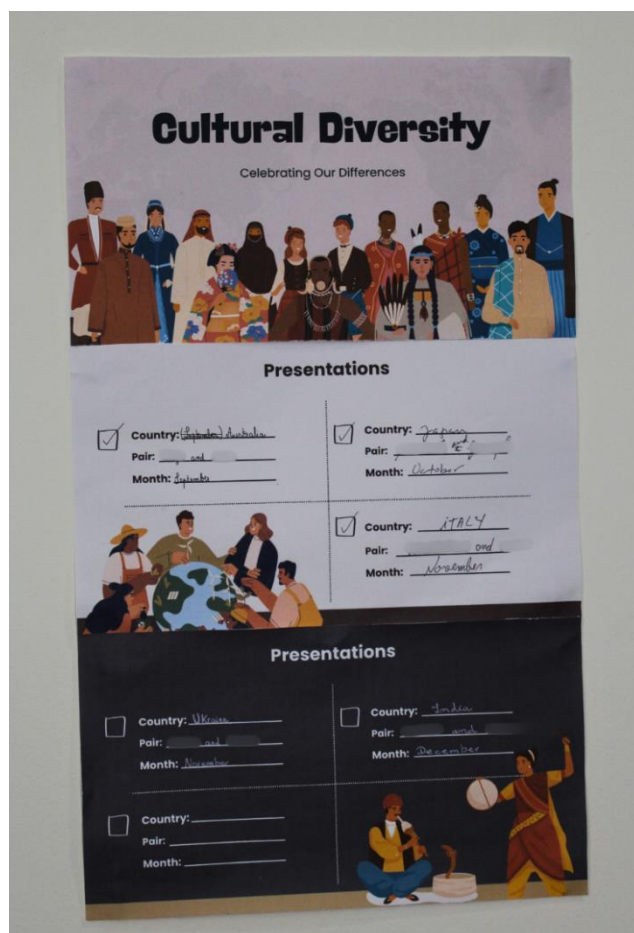 Cultural Diversity
Celebrating Our Differences
Presentations
Country: (September) Australia
Pair: and
Month: September
Country: Japan
Pair: and
Month: October
Country: ITALY
Pair: and
Month: November
Presentations
Country: Ukraine
Pair: and
Month: November
Country: India
Pair: and
Month: December
Country:
Pair:
Month: